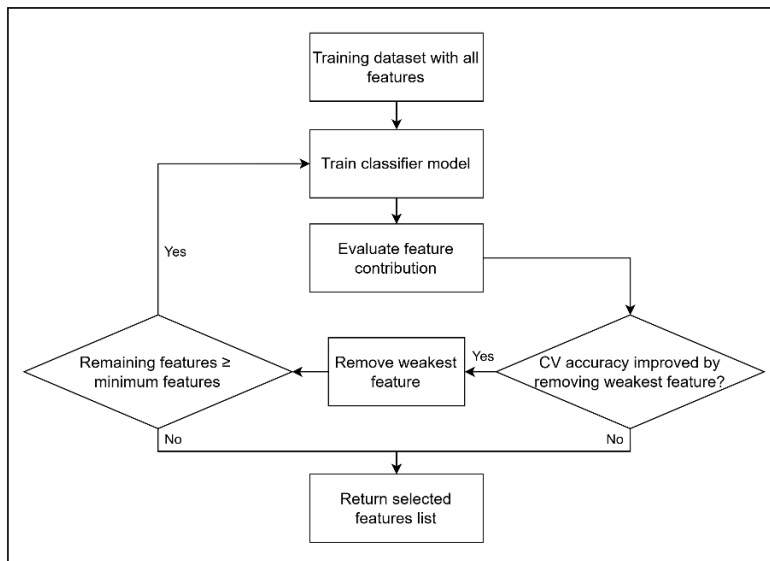 Training dataset with all
features
Train classifier model
Evaluate feature
contribution
Yes
Remaining features ≥
minimum features
Remove weakest
feature
Yes
CV accuracy improved by
removing weakest feature?
No
No
Return selected
features list